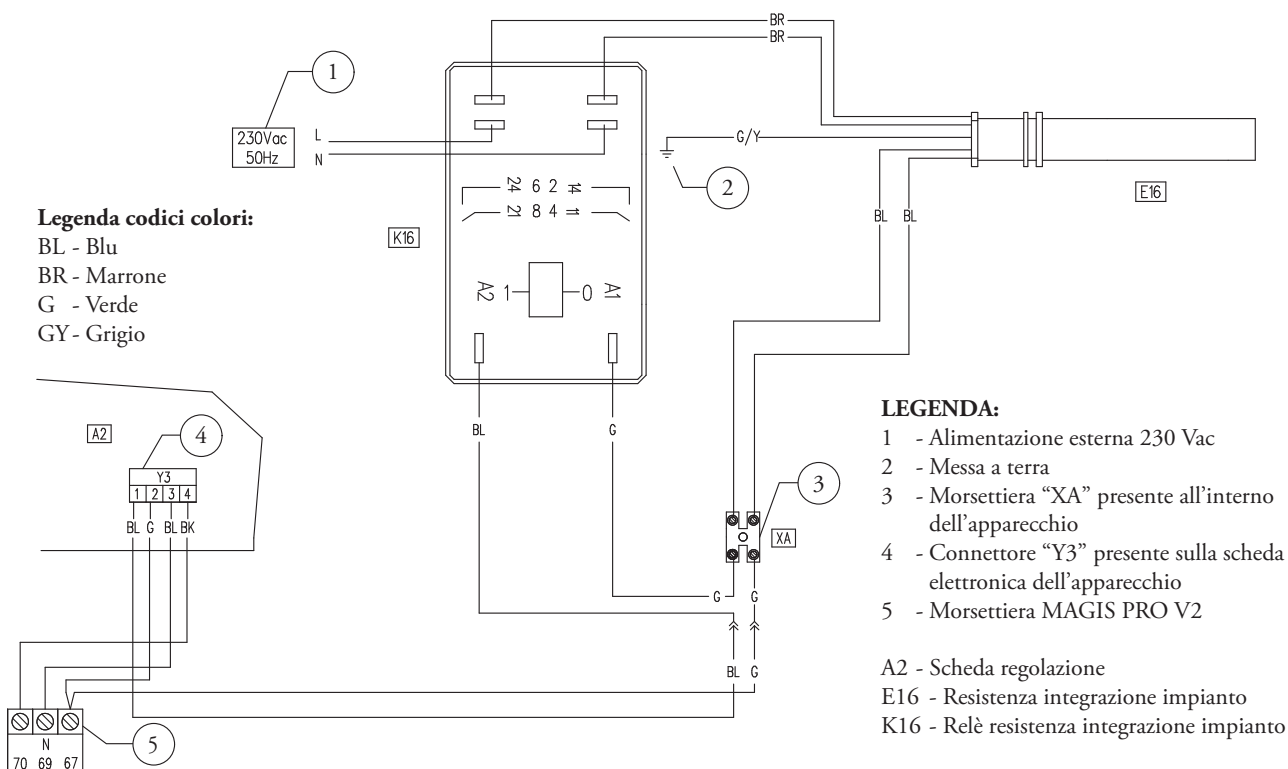 BR
BR
1
230Vac
50Hz
L
N
G/Y
2
E16
24 6 2 14
21 8 4 11
K16
BL BL
A2 1 0 A1
Legenda codici colori:
BL - Blu
BR - Marrone
G - Verde
GY - Grigio
A2
4
Y3
1 2 3 4
BL G BL BK
BL
G
3
XA
G G
BL G
5
N
70 69 67
LEGENDA:
1 - Alimentazione esterna 230 Vac
2 - Messa a terra
3 - Morsettiera “XA” presente all’interno
dell’apparecchio
4 - Connettore “Y3” presente sulla scheda
elettronica dell’apparecchio
5 - Morsettiera MAGIS PRO V2
A2 - Scheda regolazione
E16 - Resistenza integrazione impianto
K16 - Relè resistenza integrazione impianto